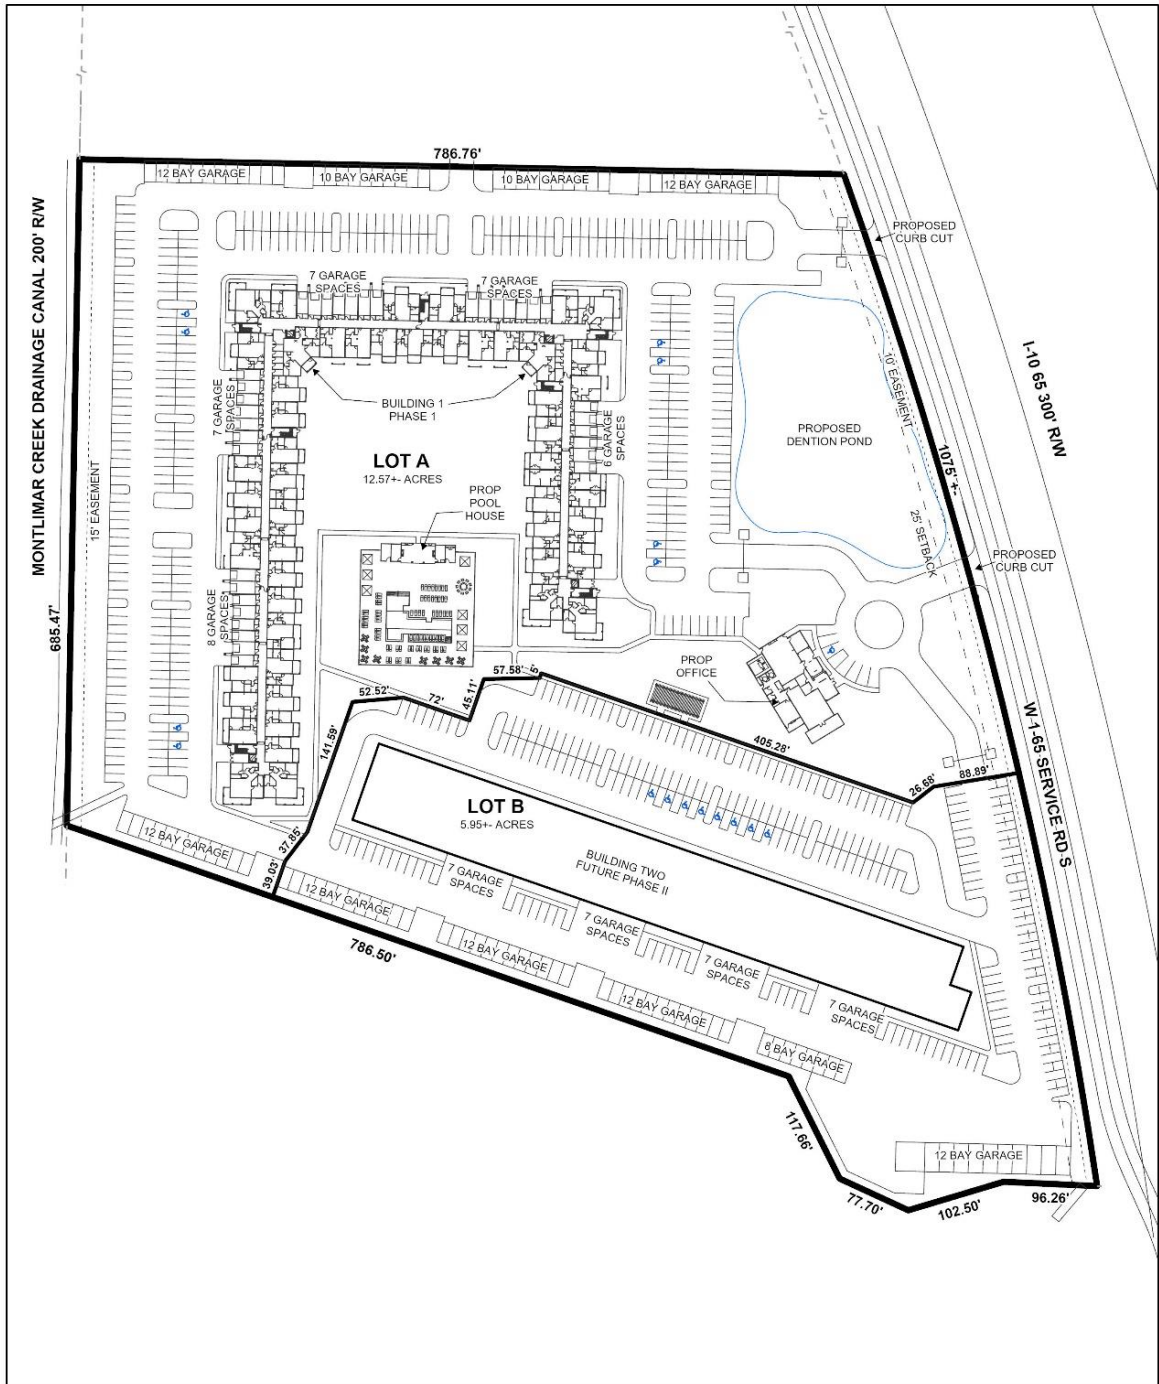 786.76'
12 BAY GARAGE
10 BAY GARAGE
10 BAY GARAGE
12 BAY GARAGE
PROPOSED
CURB CUT
MONTLIMAR CREEK DRAINAGE CANAL 200' R/W
7 GARAGE
SPACES
7 GARAGE
SPACES
I-10 65 300' R/W
10' EASEMENT
BUILDING 1
PHASE 1
7 GARAGE
SPACES
6 GARAGE
SPACES
PROPOSED
DENTION POND
LOT A
12.57+- ACRES
1075' +-
15' EASEMENT
PROP
POOL
HOUSE
25' SETBACK
PROPOSED
CURB CUT
685.47'
8 GARAGE
SPACES
PROP
OFFICE
57.58'
5'
52.52'
72'
45.11'
141.59'
405.28'
W-1-65 SERVICE RD-S
26.68'
88.89'
LOT B
5.95+- ACRES
12 BAY GARAGE
37.85'
39.03'
BUILDING TWO
FUTURE PHASE II
7 GARAGE
SPACES
12 BAY GARAGE
7 GARAGE
SPACES
786.50'
12 BAY GARAGE
7 GARAGE
SPACES
12 BAY GARAGE
7 GARAGE
SPACES
8 BAY GARAGE
117.66'
12 BAY GARAGE
77.70'
102.50'
96.26'